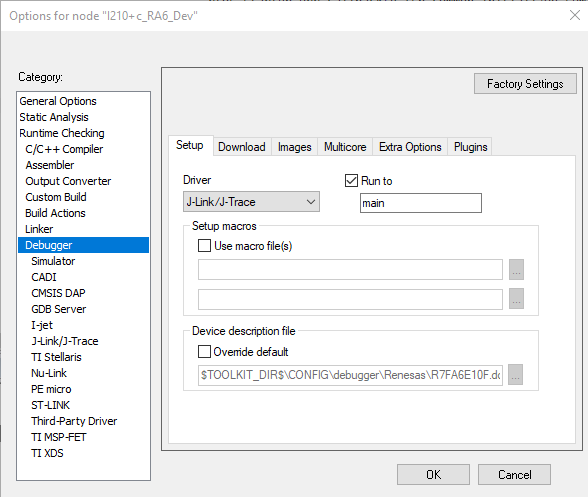 Options for node "I210+c_RA6_Dev"
Category:
General Options
Static Analysis
Runtime Checking
C/C++ Compiler
Assembler
Output Converter
Custom Build
Build Actions
Linker
Debugger
Simulator
CADI
CMSIS DAP
GDB Server
I-jet
J-Link/J-Trace
TI Stellaris
Nu-Link
PE micro
ST-LINK
Third-Party Driver
TI MSP-FET
TI XDS
Factory Settings
Setup Download Images Multicore Extra Options Plugins
Driver
J-Link/J-Trace
Run to
main
Setup macros
Use macro file(s)
...
...
Device description file
Override default
$TOOLKIT_DIR$\CONFIG\debugger\Renesas\R7FA6E10F.dc
...
OK Cancel